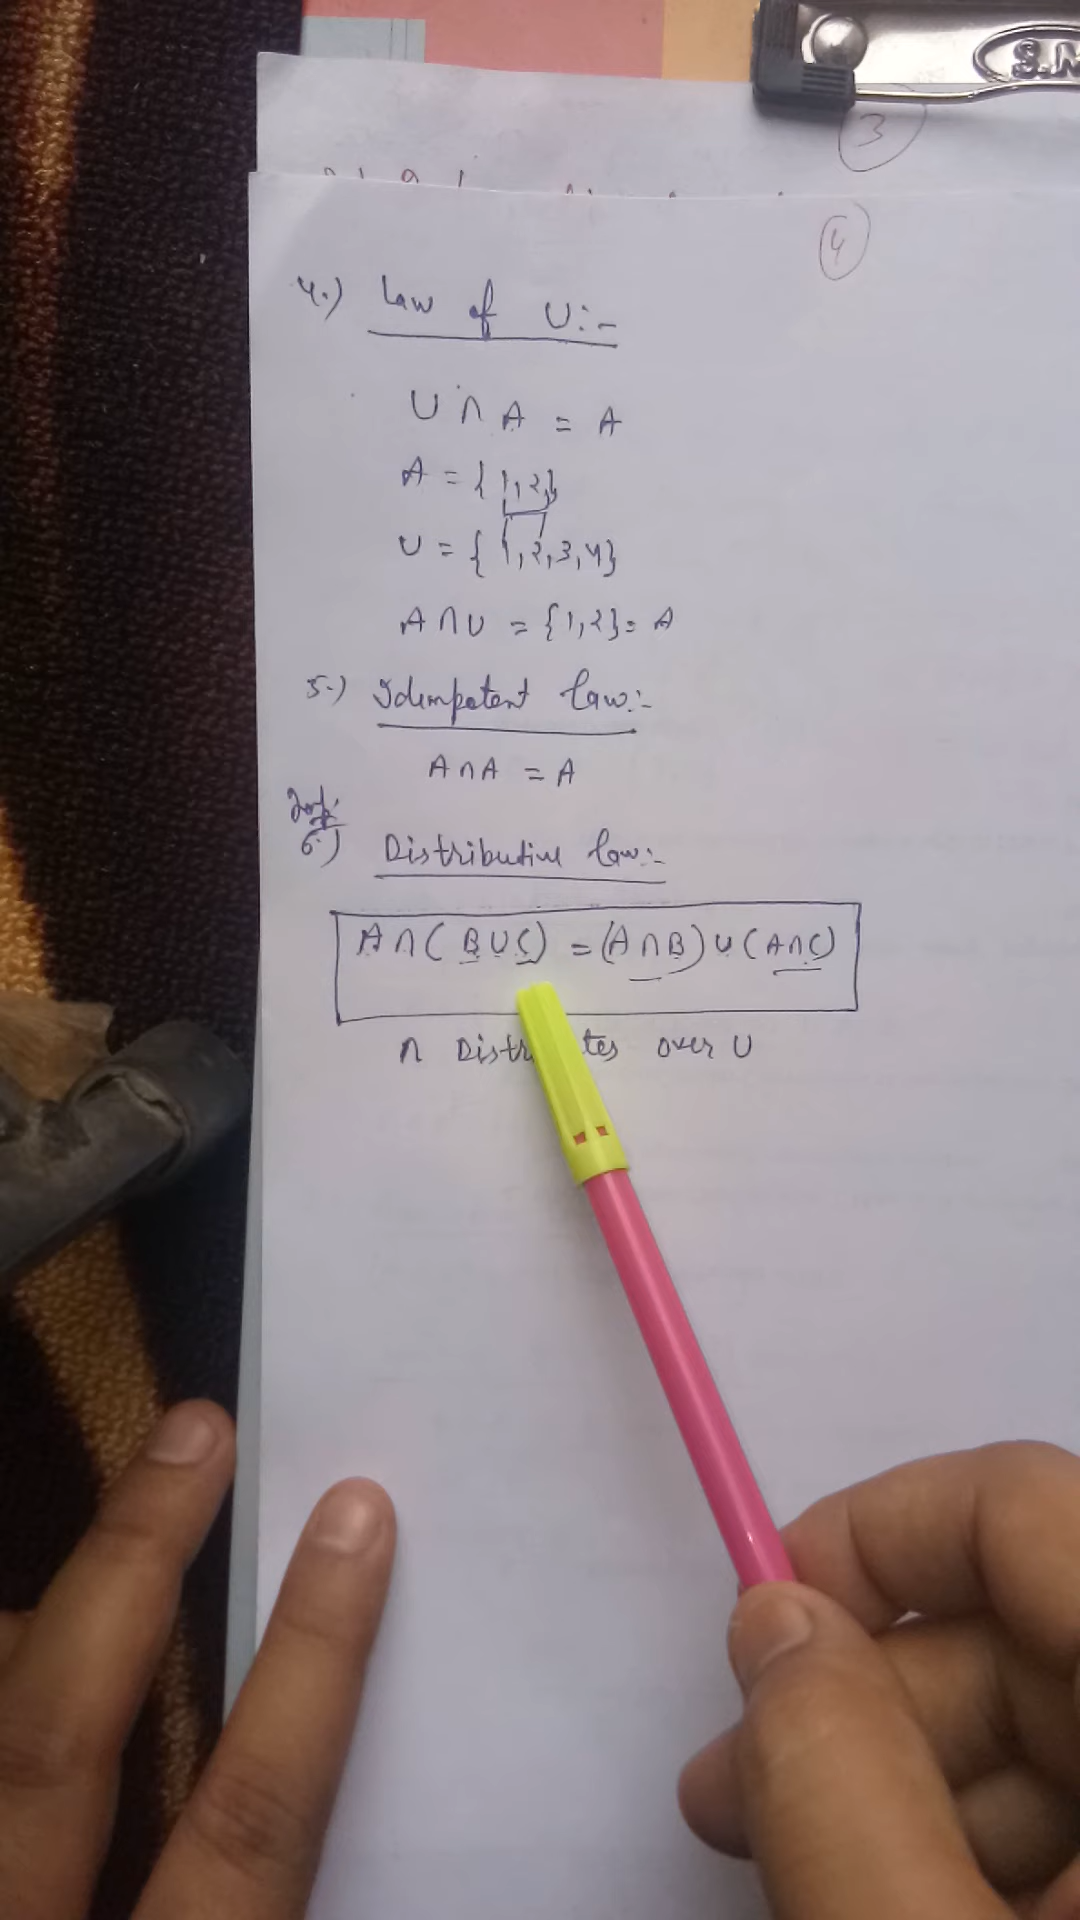 S.M
3
4
4.) Law of U:-
U ∩ A = A
A = { 1, 2 }
U = { 1, 2, 3, 4 }
A ∩ U = { 1, 2 } = A
5.) Idempotent law:-
A ∩ A = A
Imp.
6.) Distributive law:-
A ∩ ( B ∪ C ) = (A ∩ B) ∪ ( A ∩ C )
∩ Distr tes over U